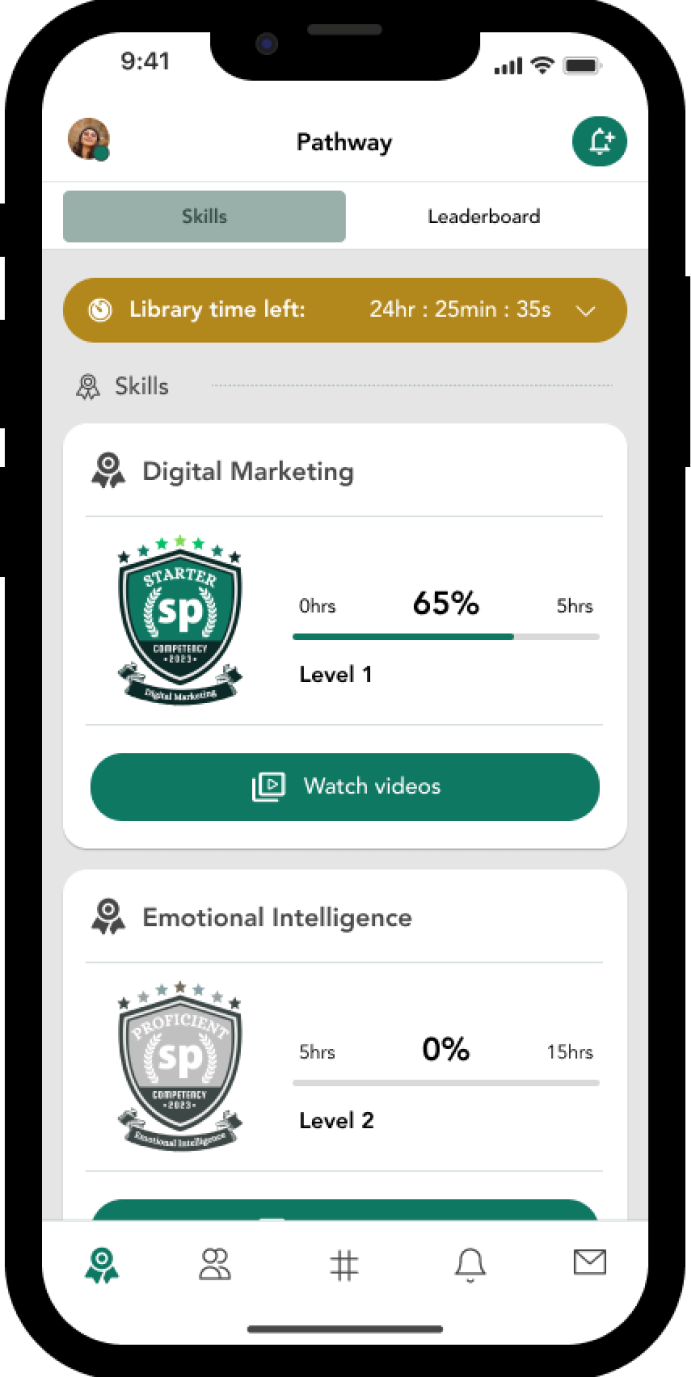 9:41
Pathway
Skills Leaderboard
Library time left: 24hr : 25min : 35s
Skills
Digital Marketing
STARTER
sp
COMPETENCY
•2023•
Digital Marketing
0hrs 65% 5hrs
Level 1
Watch videos
Emotional Intelligence
PROFICIENT
sp
COMPETENCY
•2023•
Emotional Intelligence
5hrs 0% 15hrs
Level 2